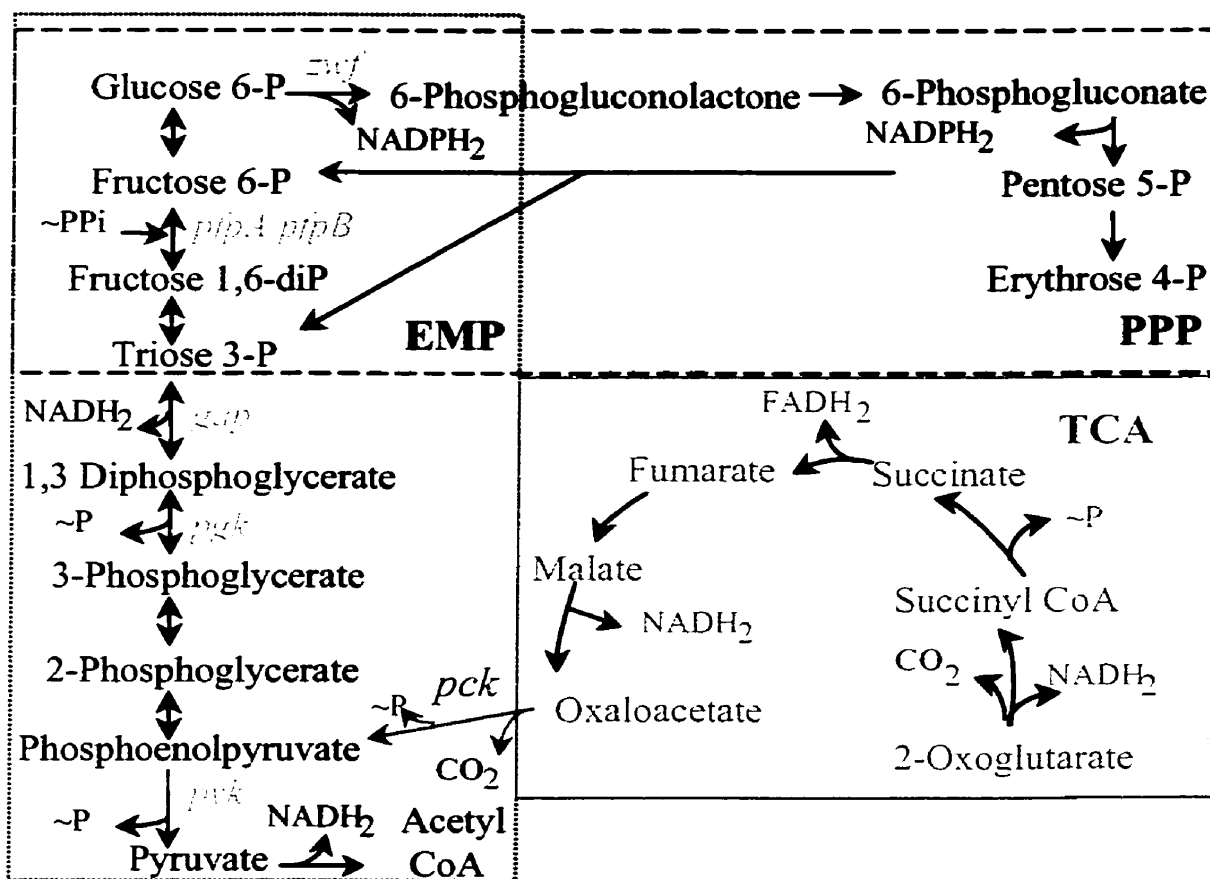 zwf
Glucose 6-P 6-Phosphogluconolactone 6-Phosphogluconate
NADPH2 NADPH2
Fructose 6-P Pentose 5-P
~PPi pfpA pfpB
Fructose 1,6-diP Erythrose 4-P
EMP PPP
Triose 3-P
NADH2 gap
1,3 Diphosphoglycerate
~P pgk
3-Phosphoglycerate
2-Phosphoglycerate
Phosphoenolpyruvate
~P pyk
NADH2 Acetyl
Pyruvate CoA
FADH2 TCA
Fumarate Succinate
~P
Malate Succinyl CoA
NADH2
CO2 NADH2
pck
~P Oxaloacetate
CO2 2-Oxoglutarate